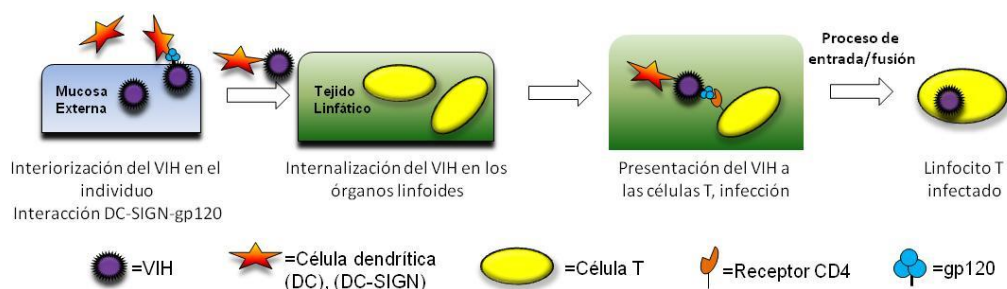 Mucosa
Externa
Tejido
Linfático
Proceso de
entrada/fusión
Interiorización del VIH en el
individuo
Interacción DC-SIGN-gp120
Internalización del VIH en los
órganos linfoides
Presentación del VIH a
las células T, infección
Linfocito T
infectado
=VIH
=Célula dendrítica
(DC), (DC-SIGN)
=Célula T
=Receptor CD4
=gp120